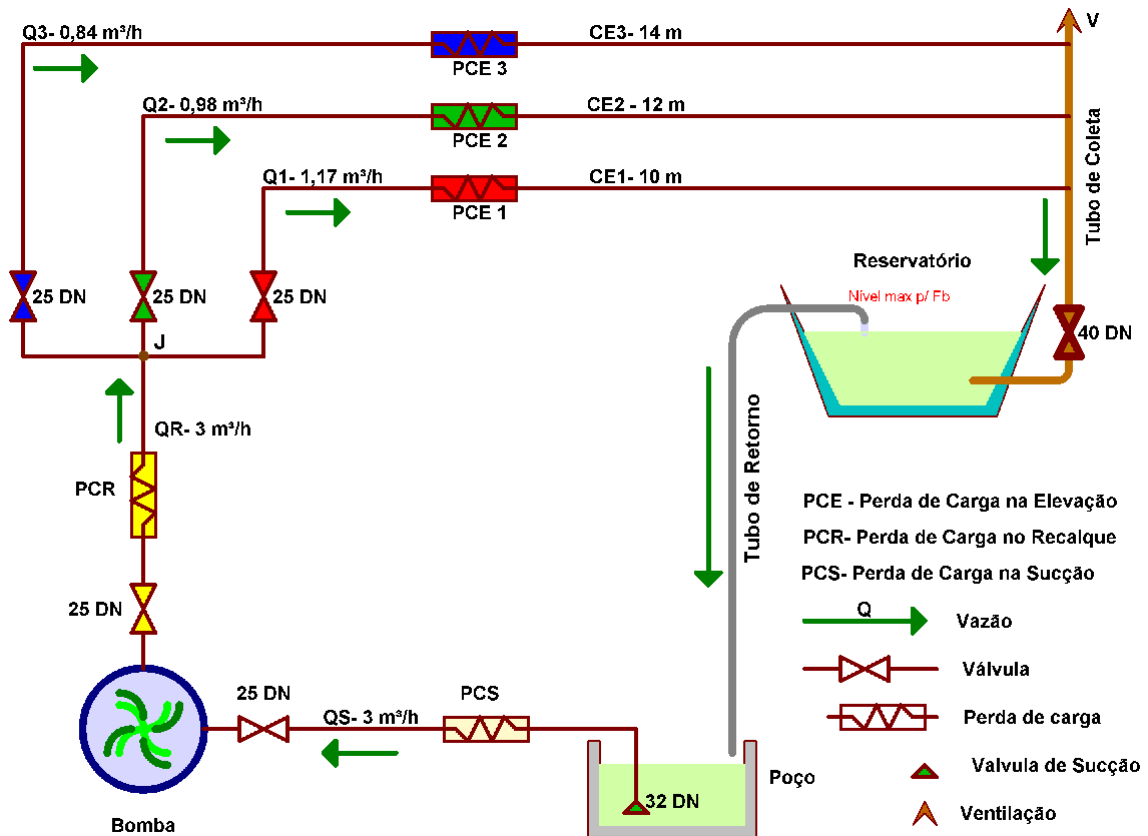 Q3- 0,84 m³/h
CE3- 14 m
V
PCE 3
Q2- 0,98 m³/h
CE2 - 12 m
PCE 2
Q1- 1,17 m³/h
CE1- 10 m
PCE 1
Tubo de Coleta
Reservatório
25 DN
25 DN
25 DN
Nível max p/ Fb
40 DN
J
QR- 3 m³/h
PCR
Tubo de Retorno
PCE - Perda de Carga na Elevação
PCR- Perda de Carga no Recalque
PCS- Perda de Carga na Sucção
25 DN
Q
Vazão
25 DN
PCS
Válvula
QS- 3 m³/h
Perda de carga
Poço
Valvula de Sucção
32 DN
Ventilação
Bomba